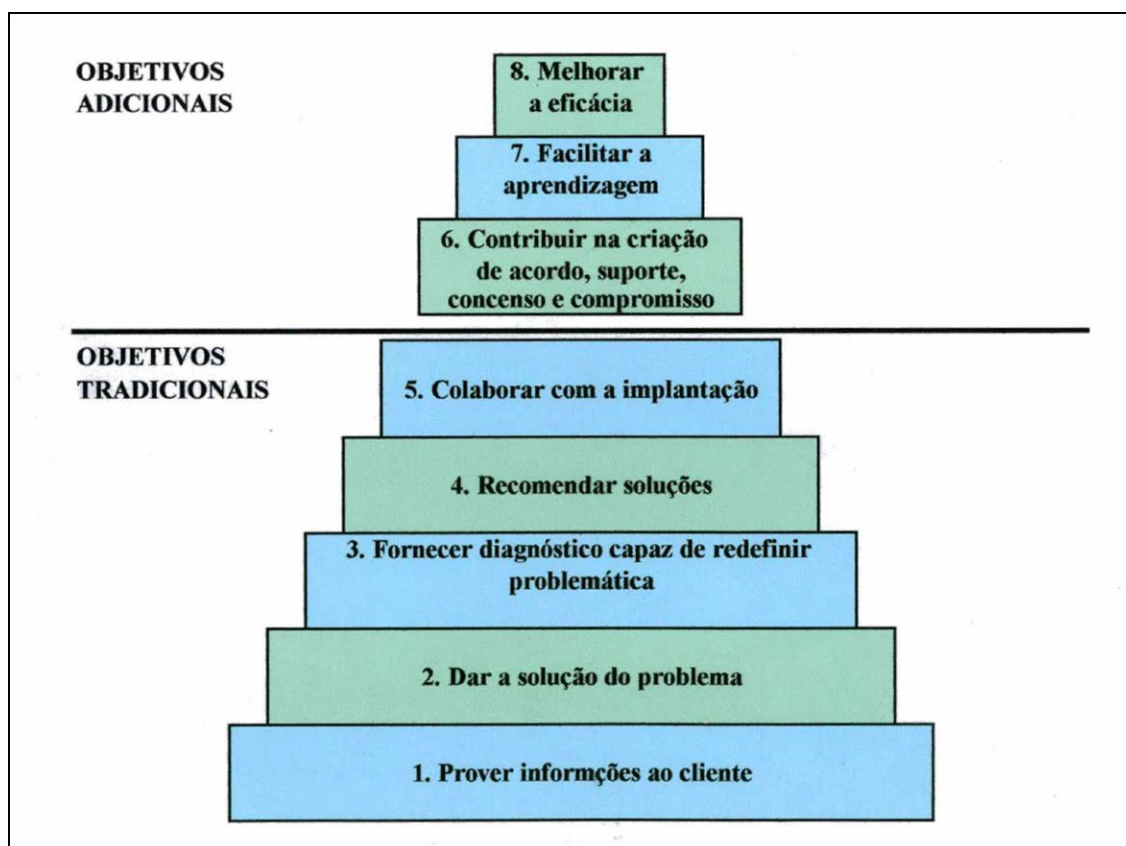 OBJETIVOS
ADICIONAIS
8. Melhorar
a eficácia
7. Facilitar a
aprendizagem
6. Contribuir na criação
de acordo, suporte,
concenso e compromisso
OBJETIVOS
TRADICIONAIS
5. Colaborar com a implantação
4. Recomendar soluções
3. Fornecer diagnóstico capaz de redefinir
problemática
2. Dar a solução do problema
1. Prover informções ao cliente